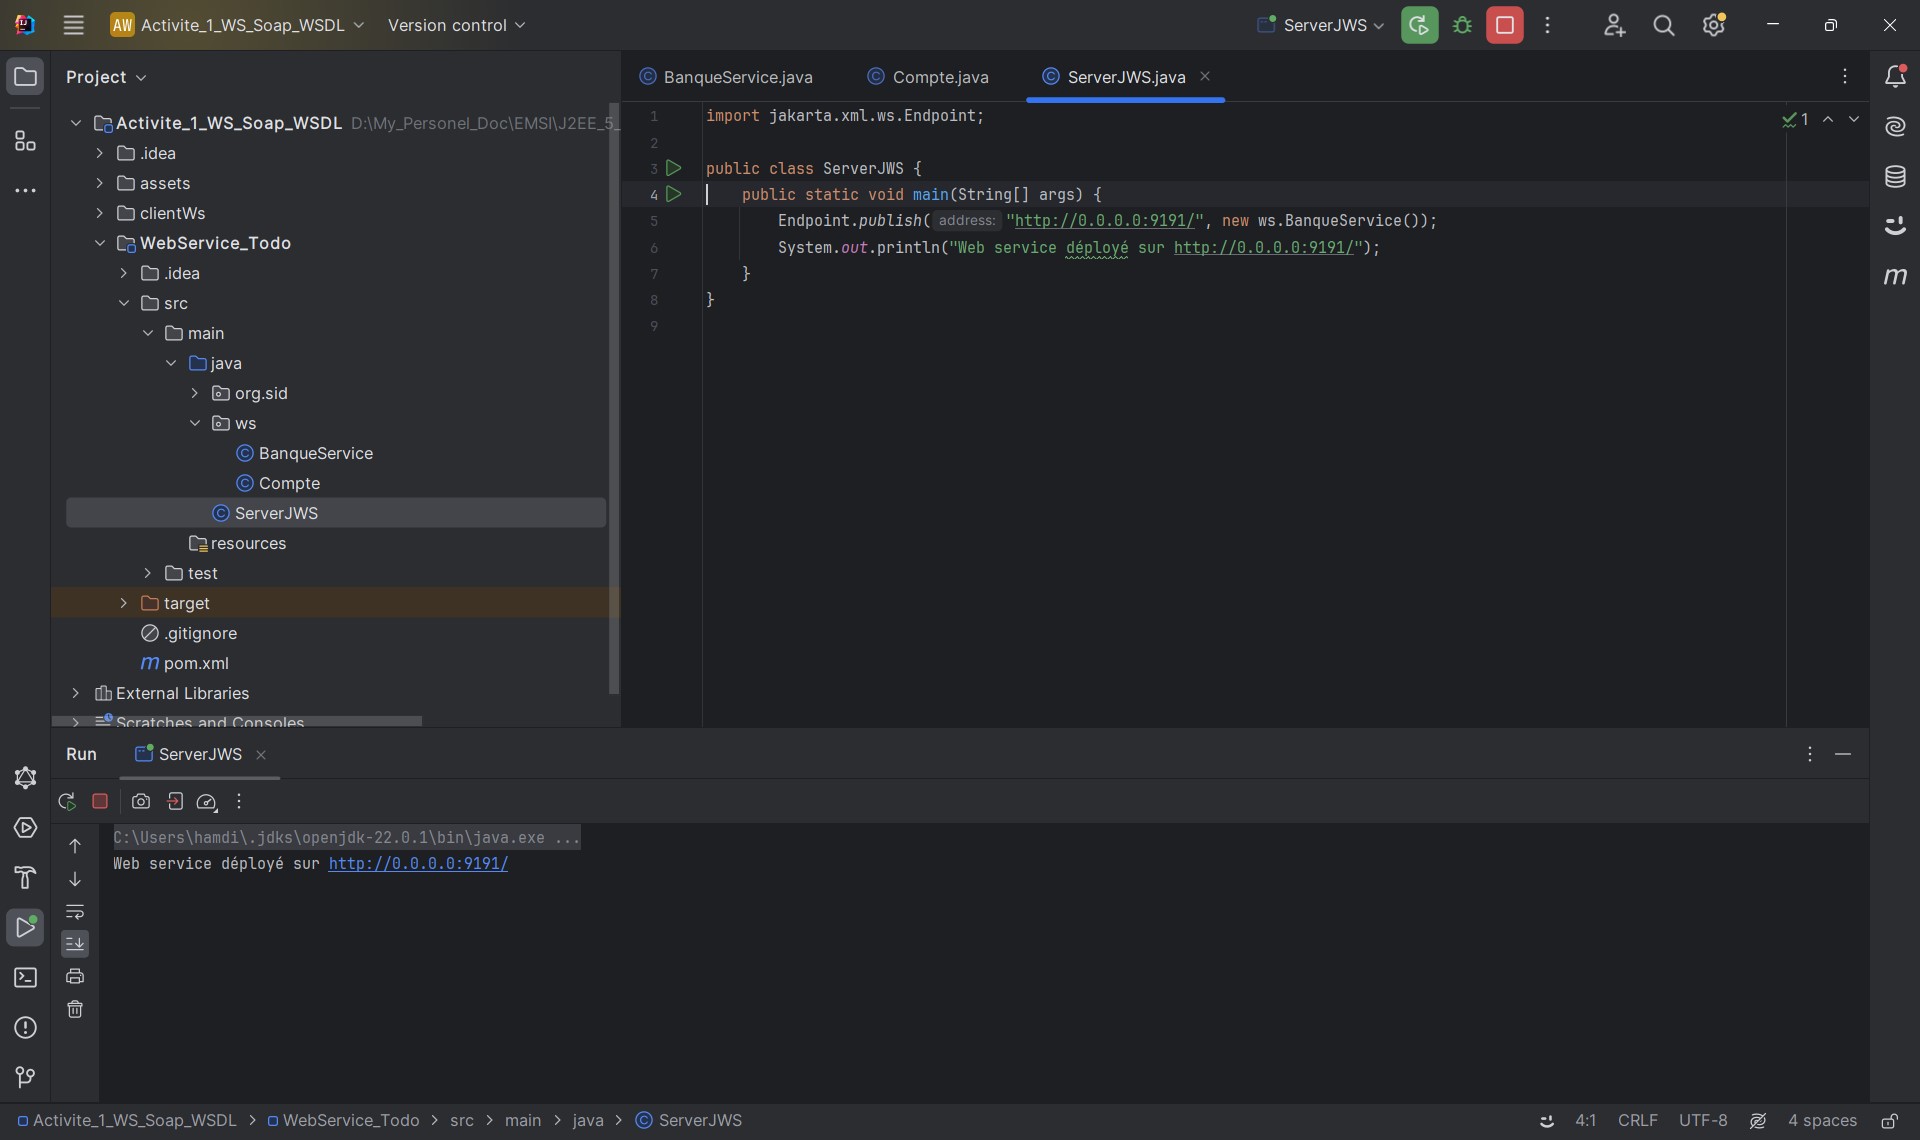 AW Activite_1_WS_Soap_WSDL Version control ServerJWS
Project
BanqueService.java Compte.java ServerJWS.java
Activite_1_WS_Soap_WSDL D:\My_Personel_Doc\EMSI\J2EE_5_
.idea
assets
clientWs
WebService_Todo
.idea
src
main
java
org.sid
ws
BanqueService
Compte
ServerJWS
resources
test
target
.gitignore
m pom.xml
External Libraries
Scratches and Consoles
1 import jakarta.xml.ws.Endpoint;
2
3 public class ServerJWS {
4 public static void main(String[] args) {
5 Endpoint.publish( address: "http://0.0.0.0:9191/", new ws.BanqueService());
6 System.out.println("Web service déployé sur http://0.0.0.0:9191/");
7 }
8 }
9
1
m
Run ServerJWS
C:\Users\hamdi\.jdks\openjdk-22.0.1\bin\java.exe ...
Web service déployé sur http://0.0.0.0:9191/
Activite_1_WS_Soap_WSDL > WebService_Todo > src > main > java > ServerJWS 4:1 CRLF UTF-8 4 spaces